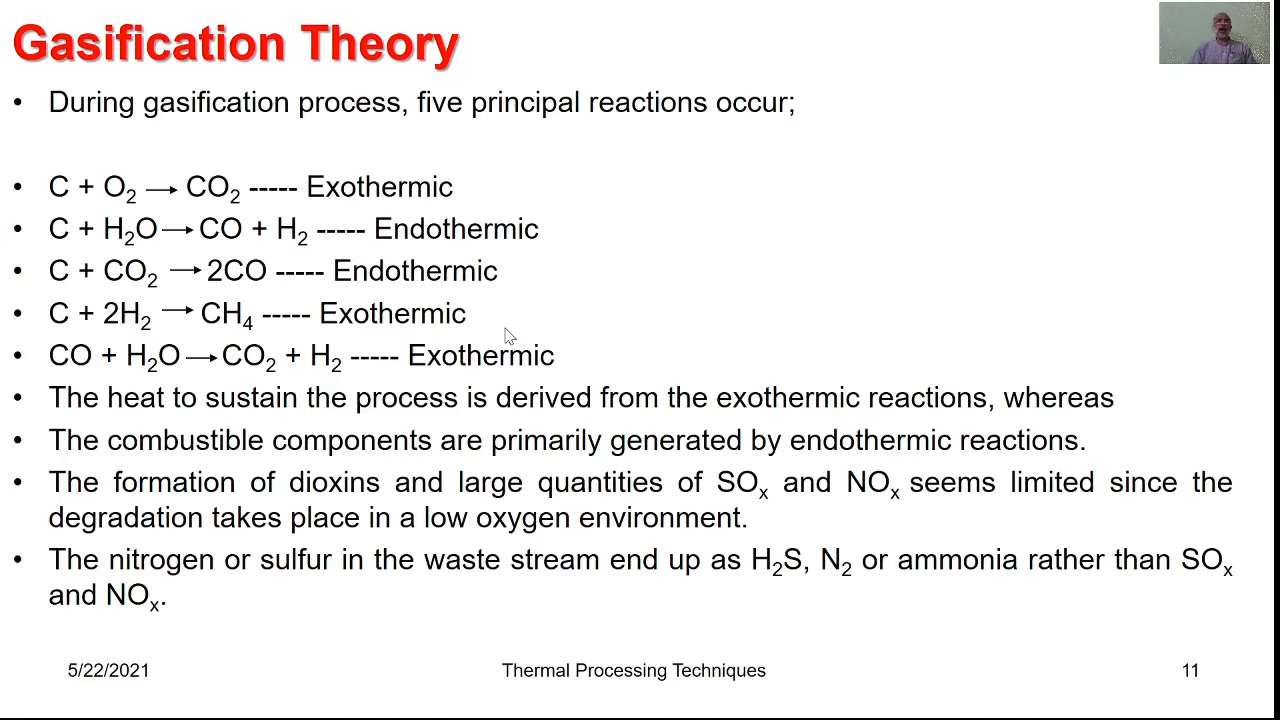 Gasification Theory
• During gasification process, five principal reactions occur;
• C + O₂ → CO₂ ----- Exothermic
• C + H₂O → CO + H₂ ----- Endothermic
• C + CO₂ → 2CO ----- Endothermic
• C + 2H₂ → CH₄ ----- Exothermic
• CO + H₂O → CO₂ + H₂ ----- Exothermic
• The heat to sustain the process is derived from the exothermic reactions, whereas
• The combustible components are primarily generated by endothermic reactions.
• The formation of dioxins and large quantities of SOₓ and NOₓ seems limited since the
degradation takes place in a low oxygen environment.
• The nitrogen or sulfur in the waste stream end up as H₂S, N₂ or ammonia rather than SOₓ
and NOₓ.
5/22/2021 Thermal Processing Techniques 11